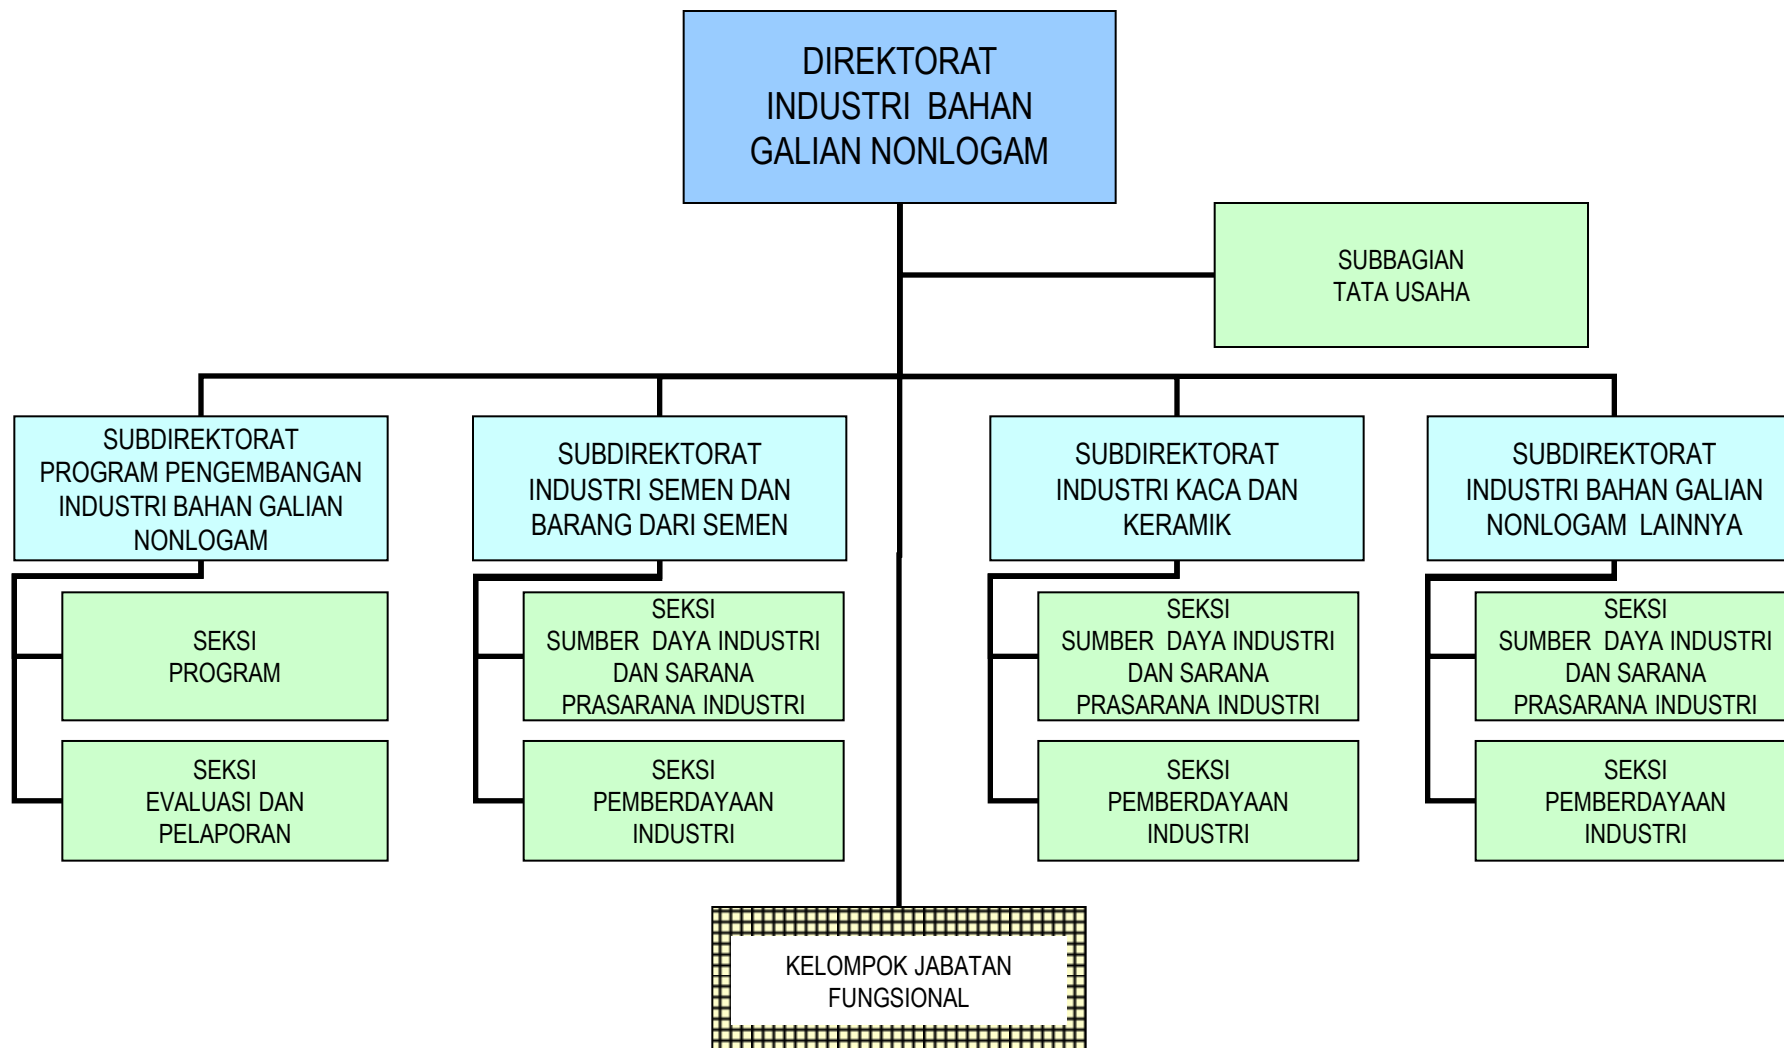 DIREKTORAT
INDUSTRI BAHAN
GALIAN NONLOGAM
SUBBAGIAN
TATA USAHA
SUBDIREKTORAT
PROGRAM PENGEMBANGAN
INDUSTRI BAHAN GALIAN
NONLOGAM
SUBDIREKTORAT
INDUSTRI SEMEN DAN
BARANG DARI SEMEN
SUBDIREKTORAT
INDUSTRI KACA DAN
KERAMIK
SUBDIREKTORAT
INDUSTRI BAHAN GALIAN
NONLOGAM LAINNYA
SEKSI
PROGRAM
SEKSI
SUMBER DAYA INDUSTRI
DAN SARANA
PRASARANA INDUSTRI
SEKSI
SUMBER DAYA INDUSTRI
DAN SARANA
PRASARANA INDUSTRI
SEKSI
SUMBER DAYA INDUSTRI
DAN SARANA
PRASARANA INDUSTRI
SEKSI
EVALUASI DAN
PELAPORAN
SEKSI
PEMBERDAYAAN
INDUSTRI
SEKSI
PEMBERDAYAAN
INDUSTRI
SEKSI
PEMBERDAYAAN
INDUSTRI
KELOMPOK JABATAN
FUNGSIONAL